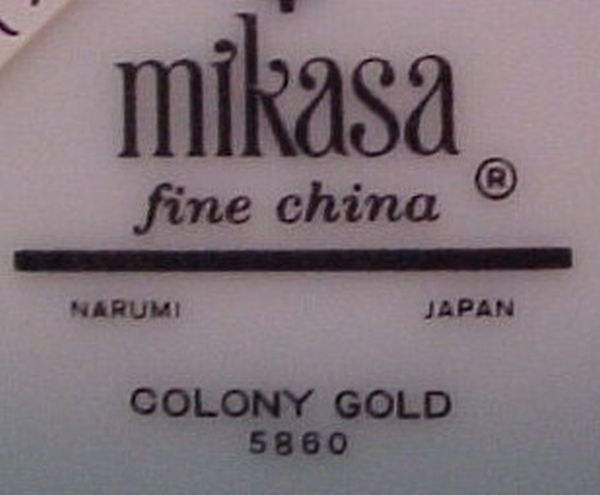 mikasa
fine china ®
NARUMI JAPAN
COLONY GOLD
5860